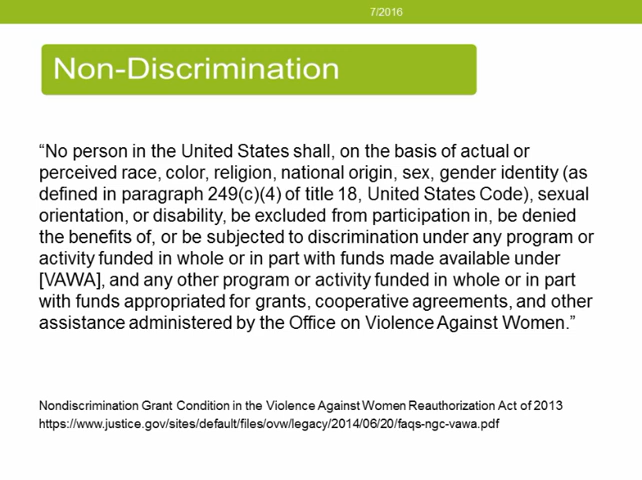 7/2016
Non-Discrimination
“No person in the United States shall, on the basis of actual or
perceived race, color, religion, national origin, sex, gender identity (as
defined in paragraph 249(c)(4) of title 18, United States Code), sexual
orientation, or disability, be excluded from participation in, be denied
the benefits of, or be subjected to discrimination under any program or
activity funded in whole or in part with funds made available under
[VAWA], and any other program or activity funded in whole or in part
with funds appropriated for grants, cooperative agreements, and other
assistance administered by the Office on Violence Against Women.”
Nondiscrimination Grant Condition in the Violence Against Women Reauthorization Act of 2013
https://www.justice.gov/sites/default/files/ovw/legacy/2014/06/20/faqs-ngc-vawa.pdf